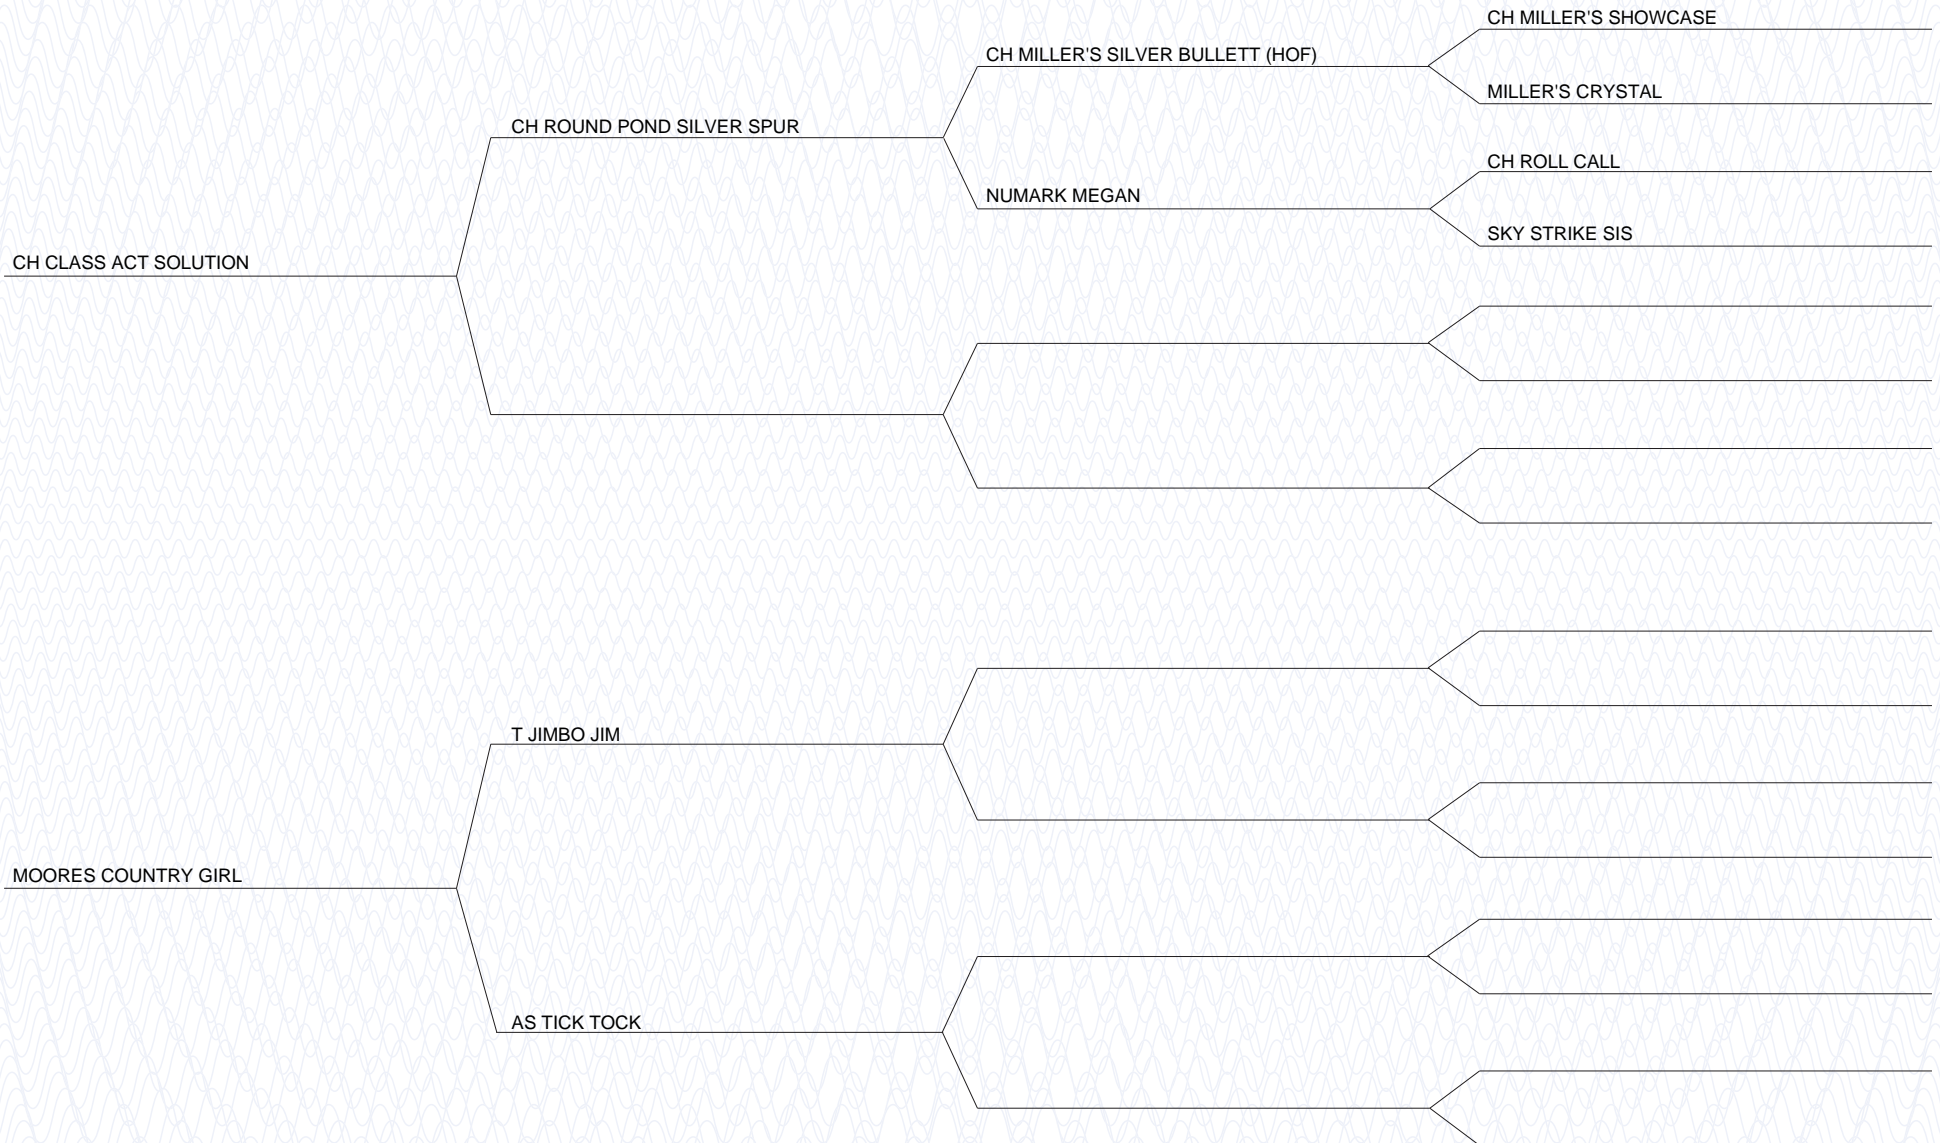 CH MILLER'S SHOWCASE
CH MILLER'S SILVER BULLETT (HOF)
MILLER'S CRYSTAL
CH ROUND POND SILVER SPUR
CH ROLL CALL
NUMARK MEGAN
SKY STRIKE SIS
CH CLASS ACT SOLUTION
T JIMBO JIM
MOORES COUNTRY GIRL
AS TICK TOCK